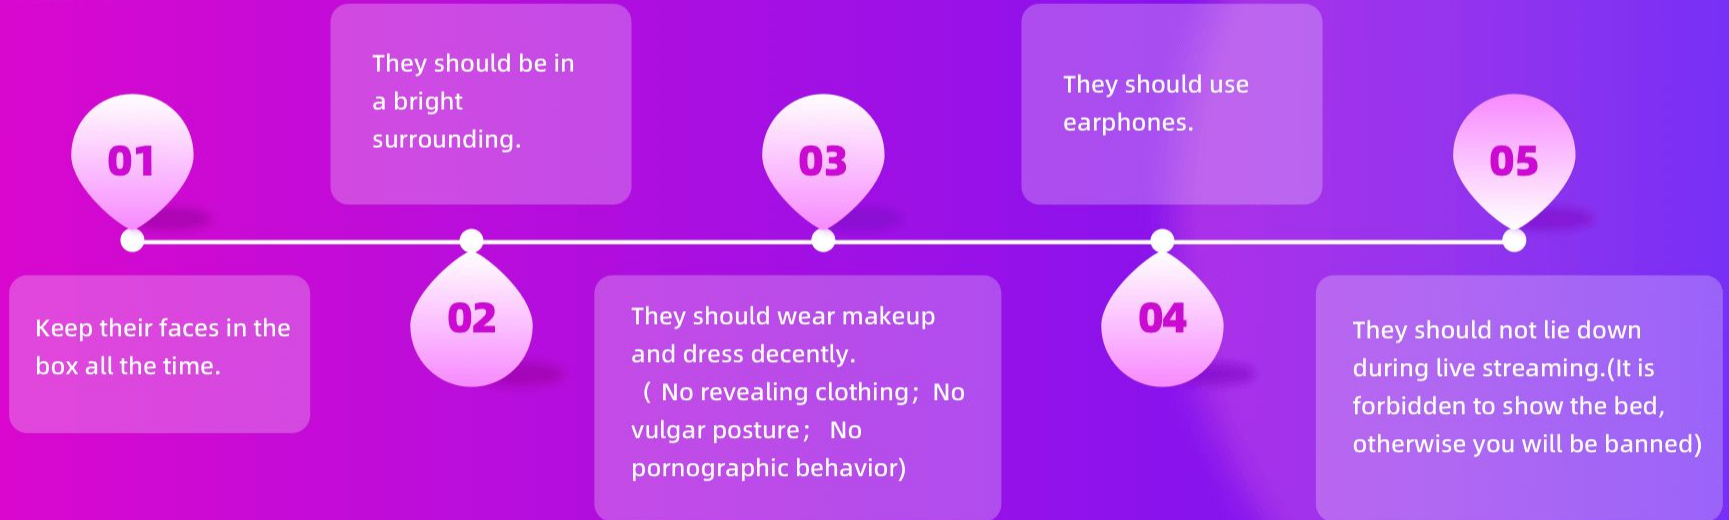 01
Keep their faces in the
box all the time.
They should be in
a bright
surrounding.
02
03
They should wear makeup
and dress decently.
（ No revealing clothing；No
vulgar posture； No
pornographic behavior)
They should use
earphones.
04
05
They should not lie down
during live streaming.(It is
forbidden to show the bed,
otherwise you will be banned)